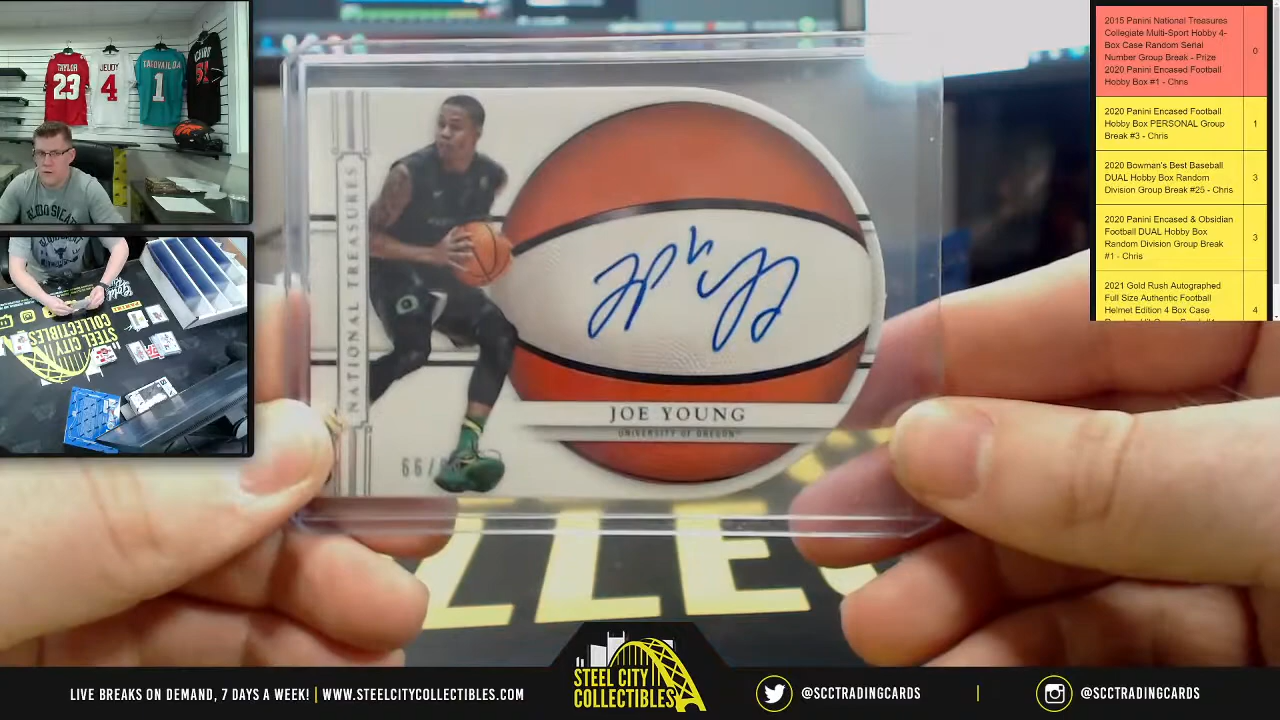 TAYLOR
23
JEUDY
4
TAGOVAILOA
1
STEEL CITY
COLLECTIBLES
NATIONAL TREASURES
JOE YOUNG
UNIVERSITY OF OREGON
66/
ZZLE
2015 Panini National Treasures
Collegiate Multi-Sport Hobby 4-
Box Case Random Serial
Number Group Break - Prize
2020 Panini Encased Football
Hobby Box #1 - Chris
0
2020 Panini Encased Football
Hobby Box PERSONAL Group
Break #3 - Chris
1
2020 Bowman's Best Baseball
DUAL Hobby Box Random
Division Group Break #25 - Chris
3
2020 Panini Encased & Obsidian
Football DUAL Hobby Box
Random Division Group Break
#1 - Chris
3
2021 Gold Rush Autographed
Full Size Authentic Football
Helmet Edition 4 Box Case
4
LIVE BREAKS ON DEMAND, 7 DAYS A WEEK! | WWW.STEELCITYCOLLECTIBLES.COM
STEEL CITY
COLLECTIBLES
@SCCTRADINGCARDS | @SCCTRADINGCARDS